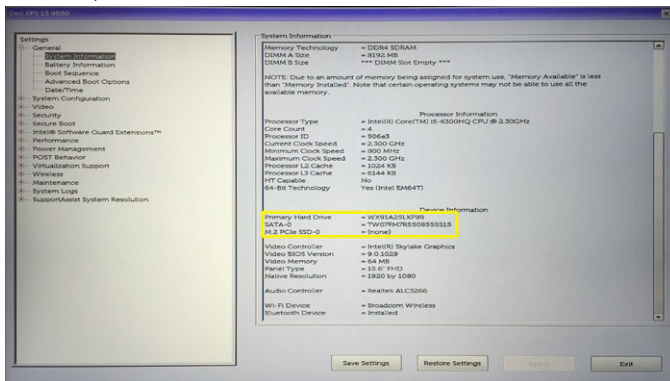 Dell XPS 15 9550
Settings
General
System Information
Battery Information
Boot Sequence
Advanced Boot Options
Date/Time
System Configuration
Video
Security
Secure Boot
Intel® Software Guard Extensions™
Performance
Power Management
POST Behavior
Virtualization Support
Wireless
Maintenance
System Logs
SupportAssist System Resolution
System Information
Memory Technology = DDR4 SDRAM
DIMM A Size = 8192 MB
DIMM B Size *** DIMM Slot Empty ***
NOTE: Due to an amount of memory being assigned for system use, "Memory Available" is less
than "Memory Installed". Note that certain operating systems may not be able to use all the
available memory.
Processor Information
Processor Type = Intel(R) Core(TM) i5-6300HQ CPU @ 2.30GHz
Core Count = 4
Processor ID = 506e3
Current Clock Speed = 2.300 GHz
Minimum Clock Speed = 800 MHz
Maximum Clock Speed = 2.300 GHz
Processor L2 Cache = 1024 KB
Processor L3 Cache = 6144 KB
HT Capable No
64-Bit Technology Yes (Intel EM64T)
Device Information
Primary Hard Drive = WX91A25LXF9R
SATA-0 = TW07FM7R5508555515
M.2 PCIe SSD-0 = (none)
Video Controller = Intel(R) Skylake Graphics
Video BIOS Version = 9.0.1029
Video Memory = 64 MB
Panel Type = 15.6" FHD
Native Resolution = 1920 by 1080
Audio Controller = Realtek ALC3266
Wi-Fi Device = Broadcom Wireless
Bluetooth Device = Installed
Save Settings
Restore Settings
Apply
Exit